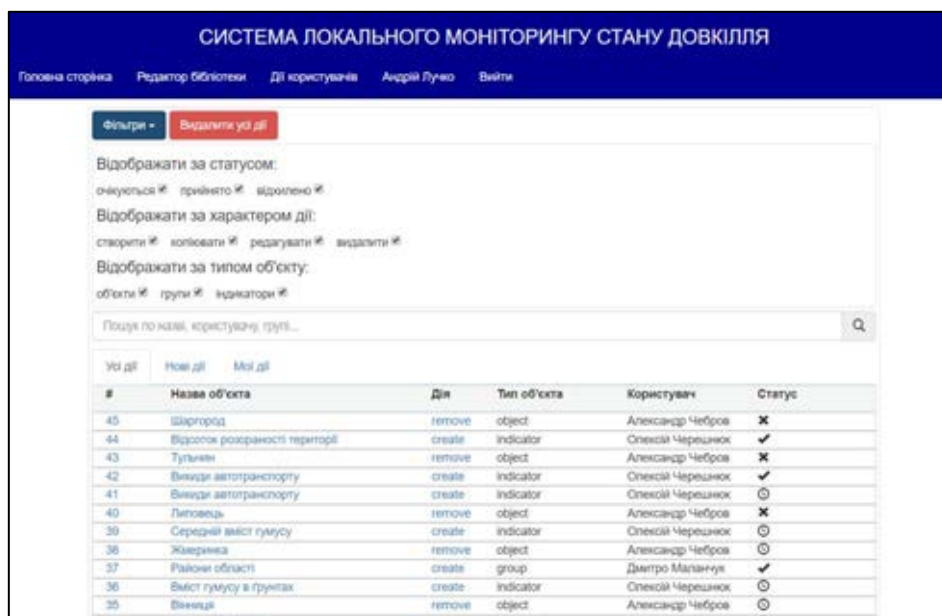 СИСТЕМА ЛОКАЛЬНОГО МОНІТОРИНГУ СТАНУ ДОВКІЛЛЯ
Головна сторінка Редактор бібліотеки Дії користувачів Андрій Лучко Вийти
Фільтри Видалити усі дії
Відображати за статусом:
очікуються прийнято відхилено
Відображати за характером дії:
створити копіювати редагувати видалити
Відображати за типом об'єкту:
об'єкти групи індикатори
Пошук по назві, користувачу, групі...
Усі дії Нові дії Мої дії
# Назва об'єкта Дія Тип об'єкта Користувач Статус
45 Шаргород remove object Александр Чебров
44 Відсоток розораності території create indicator Олексій Черешнюк
43 Тульчин remove object Александр Чебров
42 Викиди автотранспорту create indicator Олексій Черешнюк
41 Викиди автотранспорту create indicator Олексій Черешнюк
40 Липовець remove object Александр Чебров
39 Середній вміст гумусу create indicator Олексій Черешнюк
38 Жмеринка remove object Александр Чебров
37 Райони області create group Дмитро Маланчук
36 Вміст гумусу в ґрунтах create indicator Олексій Черешнюк
35 Вінниця remove object Александр Чебров